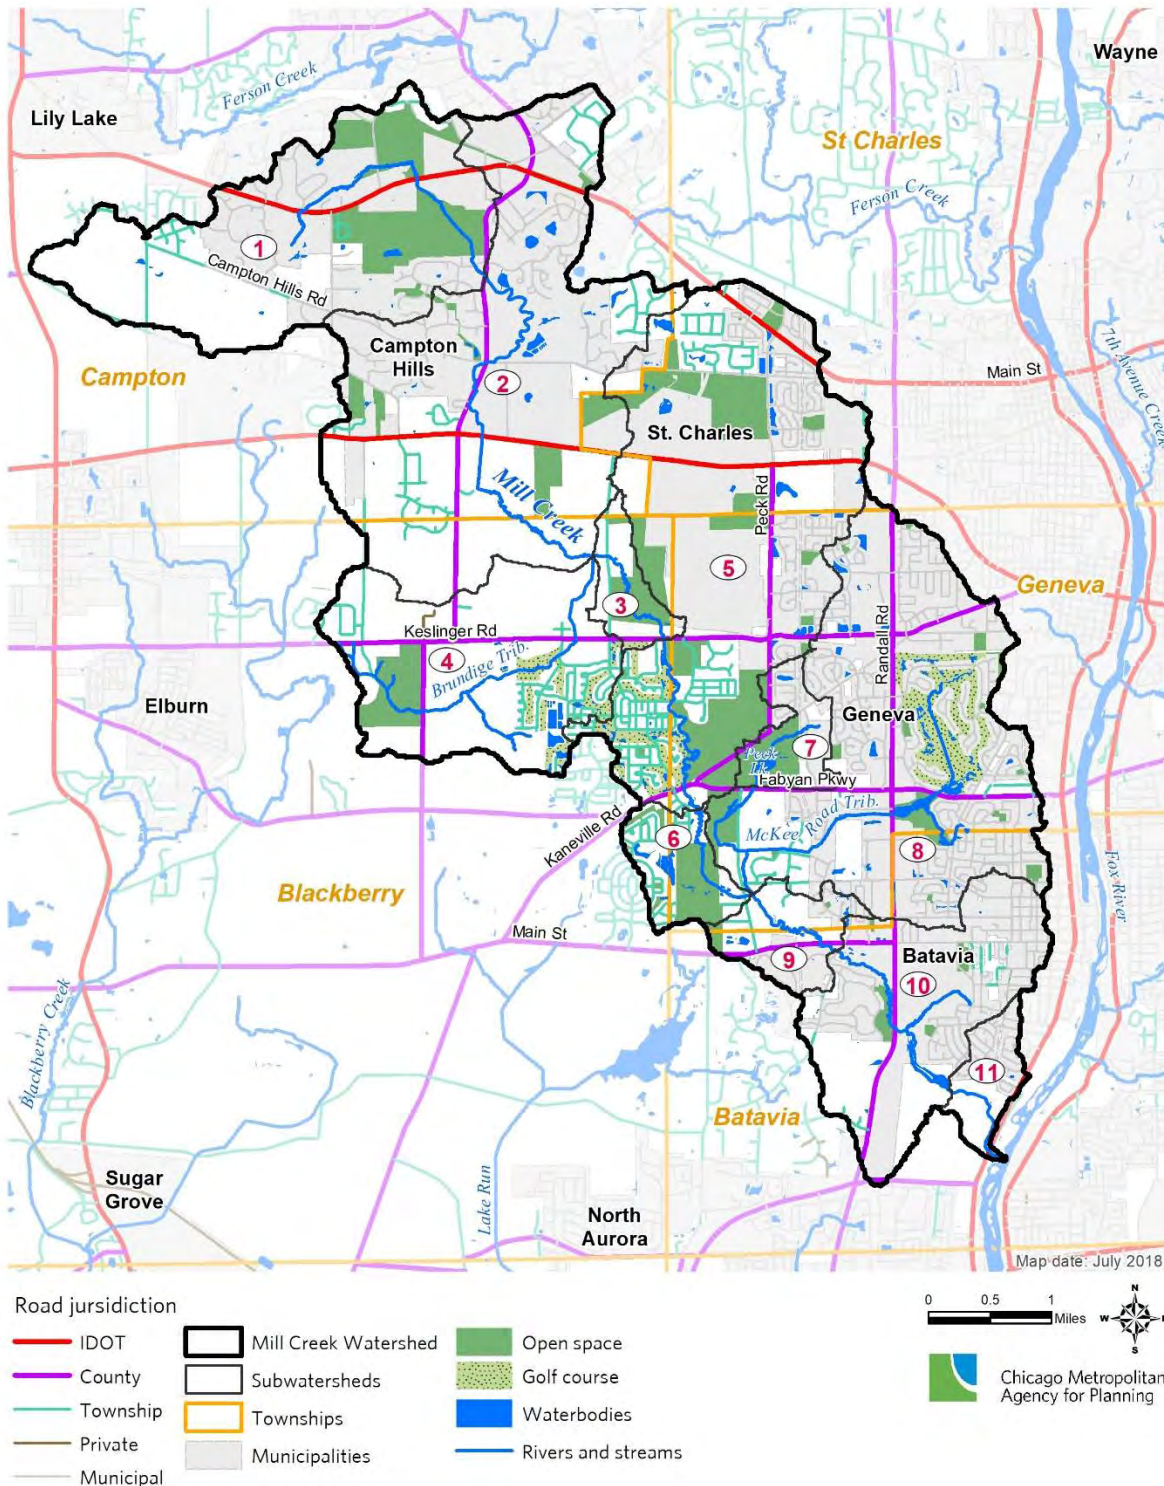 Wayne
Ferson Creek
Lily Lake
St Charles
Ferson Creek
1
Campton Hills Rd
7th Avenue Creek
Campton
Hills
Main St
Campton
2
St. Charles
Mill Creek
Peck Rd
5
Geneva
3
Keslinger Rd
Randall Rd
4
Brundige Trib.
Elburn
Geneva
7
Peck
Lk.
Fabyan Pkwy
Kaneville Rd
McKee Road Trib.
6
8
Blackberry
Fox River
Main St
9
Batavia
10
Blackberry Creek
11
Batavia
Sugar
Grove
Lake Run
North
Aurora
Map date: July 2018
Road jursidiction
IDOT
County
Township
Private
Municipal
Mill Creek Watershed
Subwatersheds
Townships
Municipalities
Open space
Golf course
Waterbodies
Rivers and streams
0 0.5 1
Miles
N
W E
S
Chicago Metropolitan
Agency for Planning